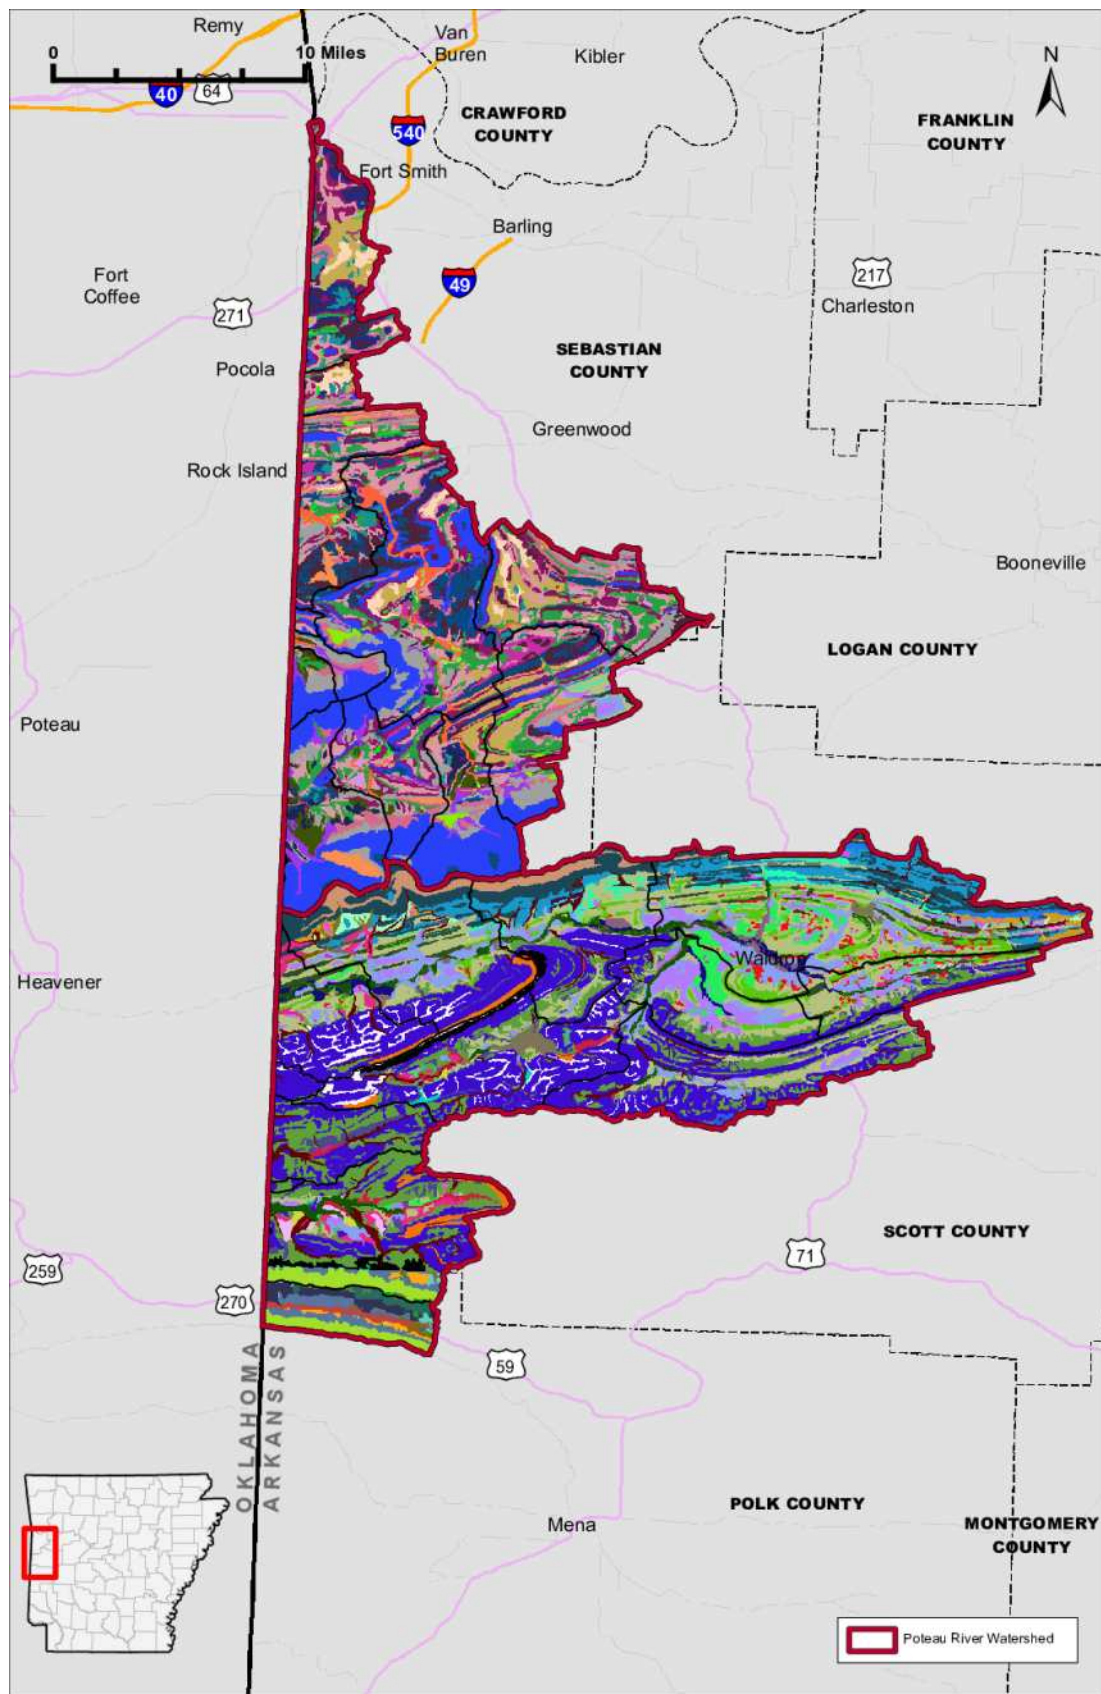 Remy
Van
Buren
Kibler
0
10 Miles
N
40
64
540
CRAWFORD
COUNTY
FRANKLIN
COUNTY
Fort Smith
Barling
Fort
Coffee
49
217
Charleston
271
SEBASTIAN
COUNTY
Pocola
Greenwood
Rock Island
Booneville
LOGAN COUNTY
Poteau
Waldron
Heavener
SCOTT COUNTY
71
259
270
59
OKLAHOMA
ARKANSAS
POLK COUNTY
MONTGOMERY
COUNTY
Mena
Poteau River Watershed